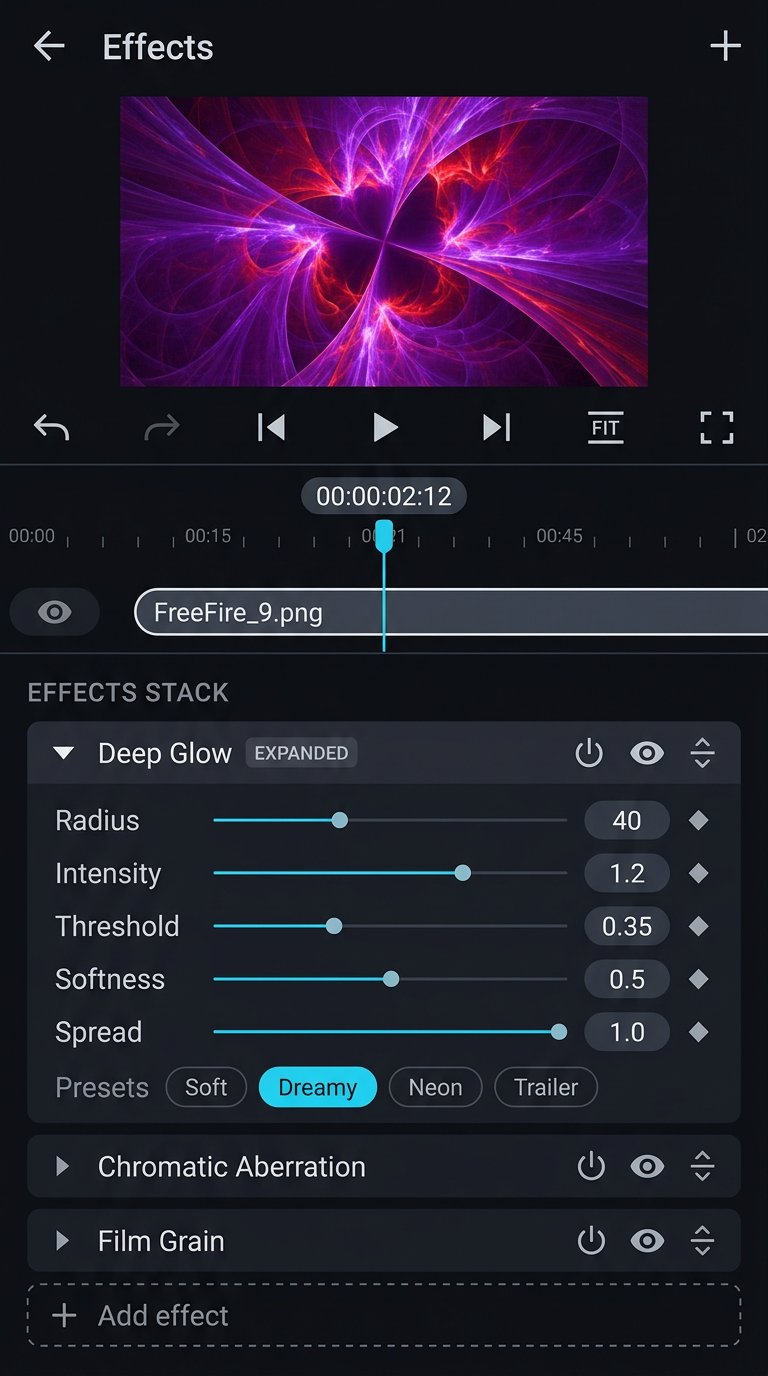 Effects
FIT
00:00:02:12
00:00 00:15 00:45 02
FreeFire_9.png
EFFECTS STACK
Deep Glow EXPANDED
Radius 40
Intensity 1.2
Threshold 0.35
Softness 0.5
Spread 1.0
Presets Soft Dreamy Neon Trailer
Chromatic Aberration
Film Grain
Add effect